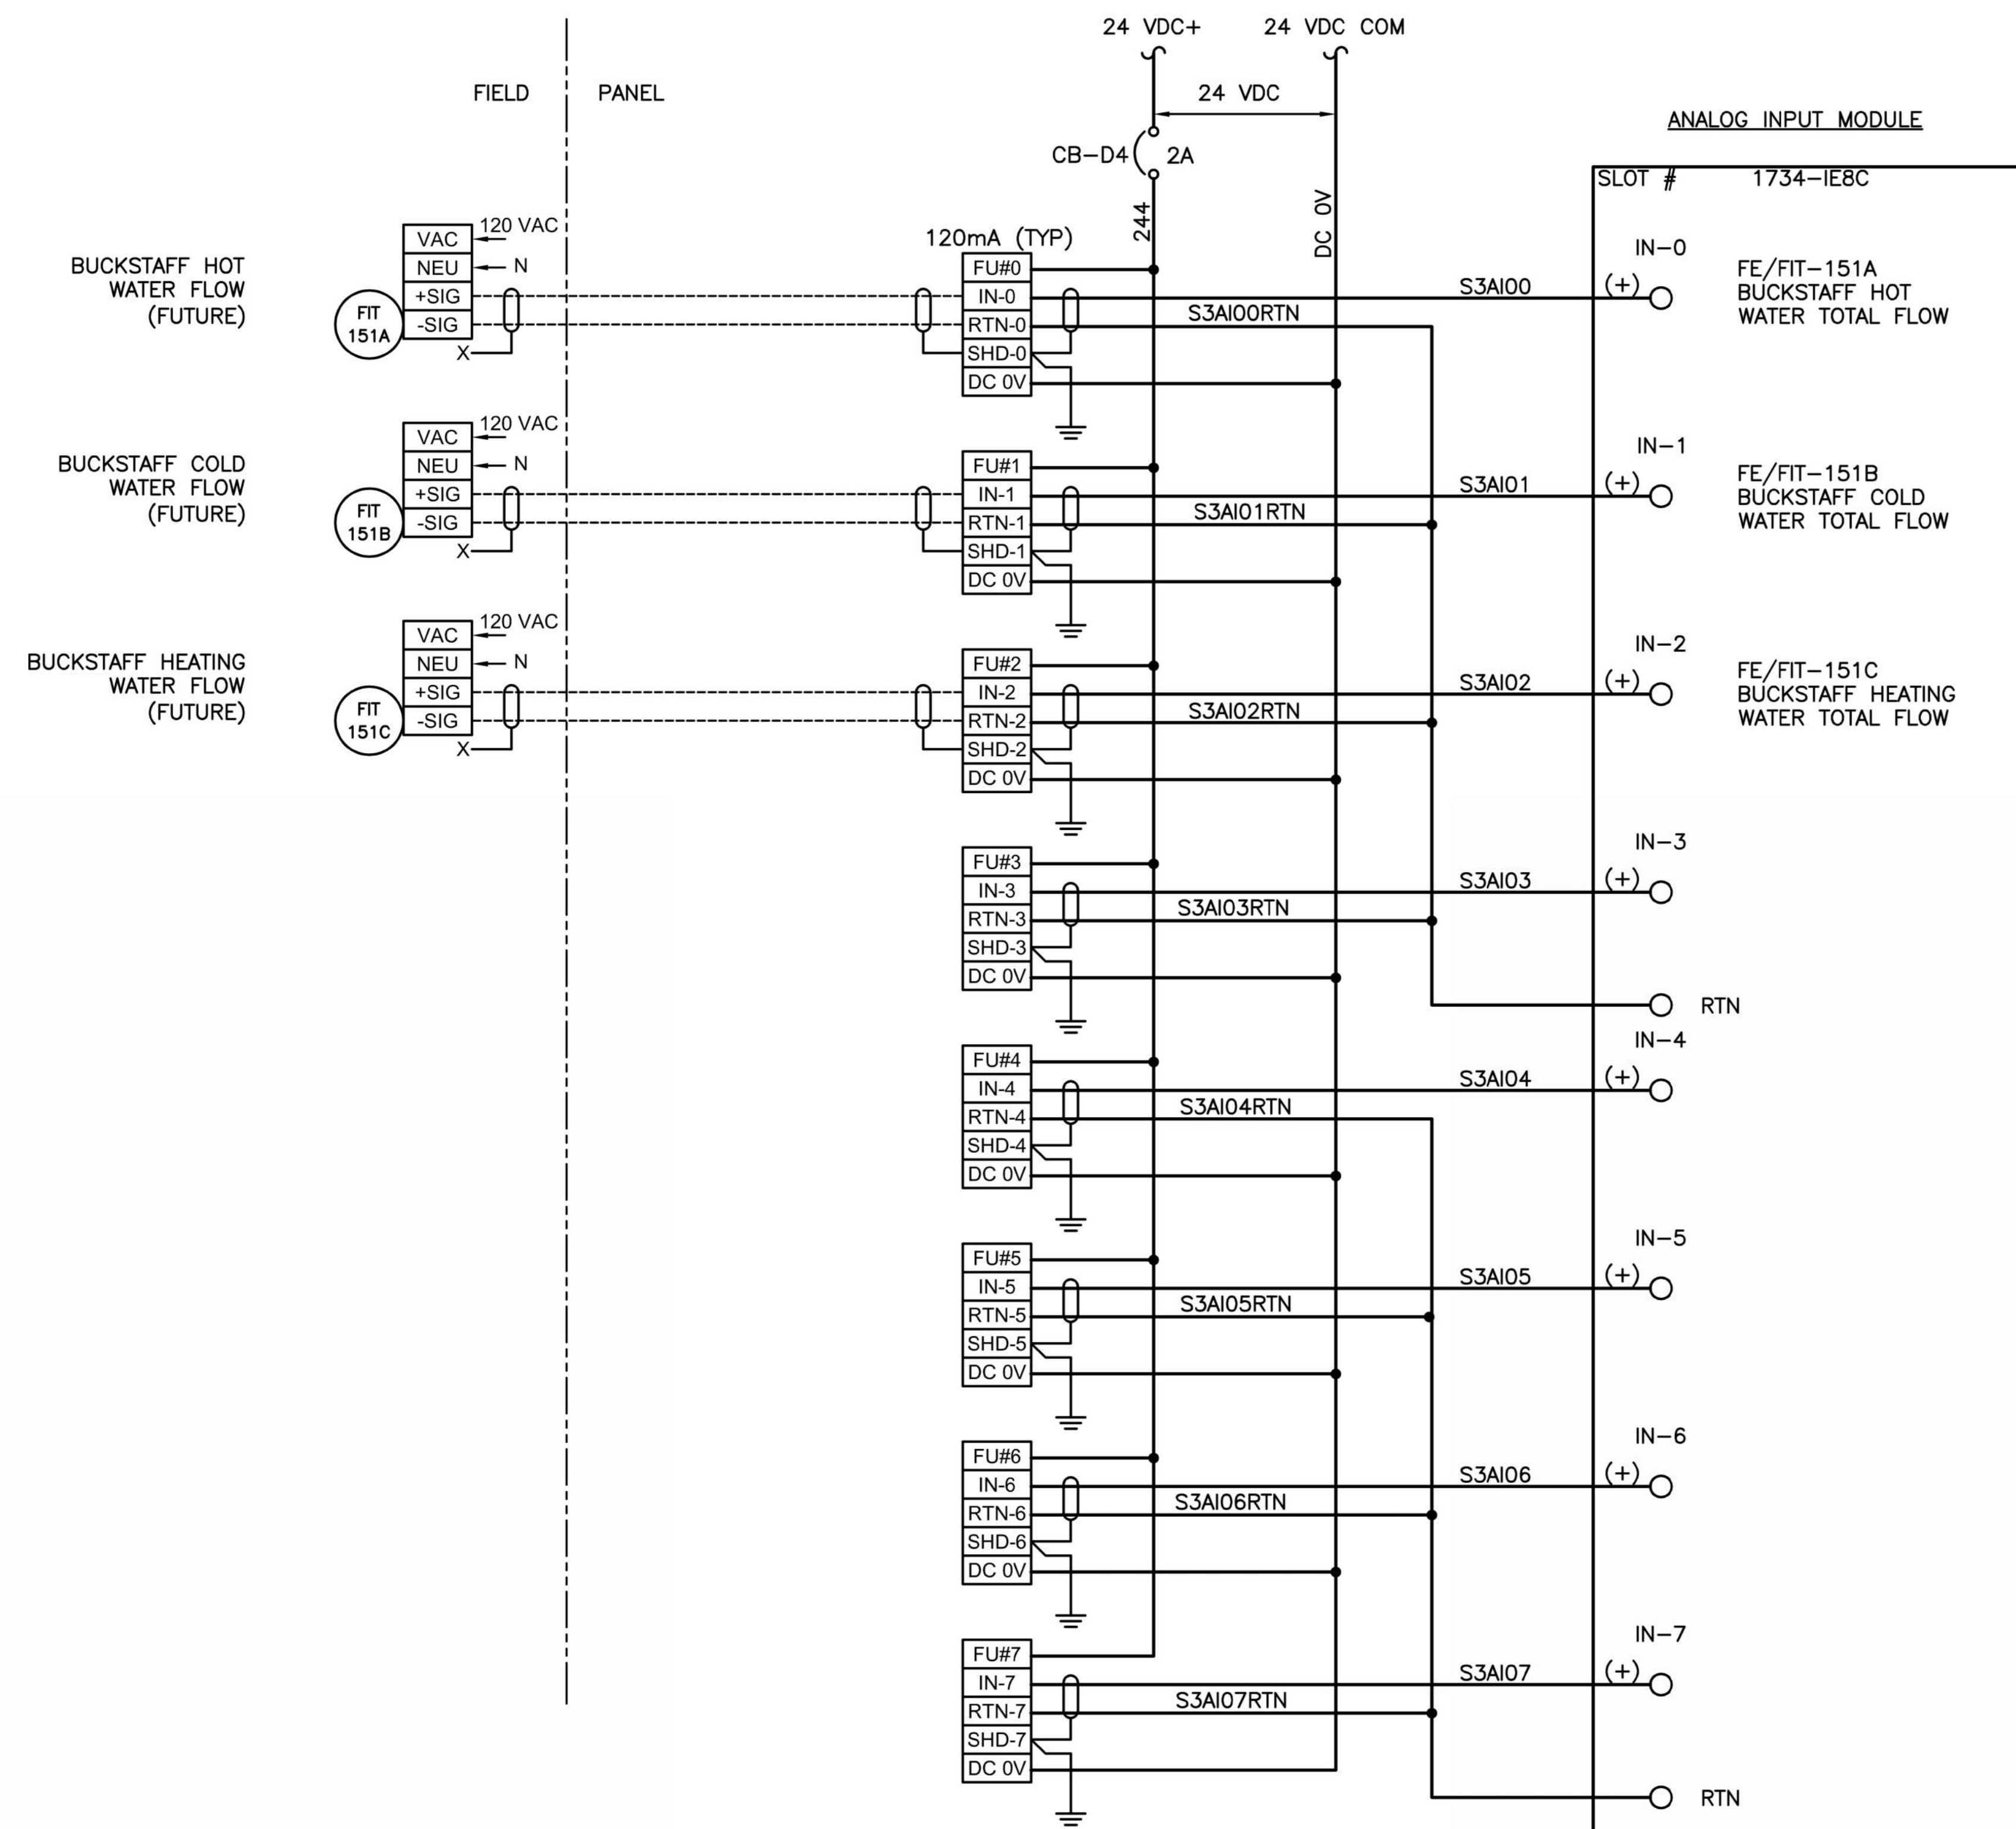 24 VDC+
24 VDC COM
FIELD
PANEL
24 VDC
ANALOG INPUT MODULE
CB-D4
2A
SLOT #
1734-IE8C
244
DC 0V
120mA (TYP)
BUCKSTAFF HOT
WATER FLOW
(FUTURE)
FIT
151A
VAC
NEU
+SIG
-SIG
120 VAC
N
X
FU#0
IN-0
RTN-0
SHD-0
DC 0V
S3AI00
S3AI00RTN
IN-0
(+)
FE/FIT-151A
BUCKSTAFF HOT
WATER TOTAL FLOW
BUCKSTAFF COLD
WATER FLOW
(FUTURE)
FIT
151B
VAC
NEU
+SIG
-SIG
120 VAC
N
X
FU#1
IN-1
RTN-1
SHD-1
DC 0V
S3AI01
S3AI01RTN
IN-1
(+)
FE/FIT-151B
BUCKSTAFF COLD
WATER TOTAL FLOW
BUCKSTAFF HEATING
WATER FLOW
(FUTURE)
FIT
151C
VAC
NEU
+SIG
-SIG
120 VAC
N
X
FU#2
IN-2
RTN-2
SHD-2
DC 0V
S3AI02
S3AI02RTN
IN-2
(+)
FE/FIT-151C
BUCKSTAFF HEATING
WATER TOTAL FLOW
FU#3
IN-3
RTN-3
SHD-3
DC 0V
S3AI03
S3AI03RTN
IN-3
(+)
RTN
FU#4
IN-4
RTN-4
SHD-4
DC 0V
S3AI04
S3AI04RTN
IN-4
(+)
FU#5
IN-5
RTN-5
SHD-5
DC 0V
S3AI05
S3AI05RTN
IN-5
(+)
FU#6
IN-6
RTN-6
SHD-6
DC 0V
S3AI06
S3AI06RTN
IN-6
(+)
FU#7
IN-7
RTN-7
SHD-7
DC 0V
S3AI07
S3AI07RTN
IN-7
(+)
RTN